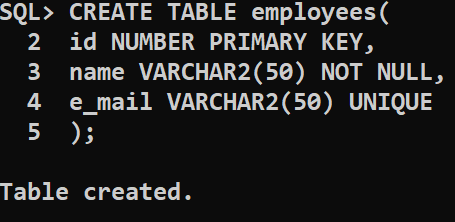 SQL> CREATE TABLE employees(
2 id NUMBER PRIMARY KEY,
3 name VARCHAR2(50) NOT NULL,
4 e_mail VARCHAR2(50) UNIQUE
5 );
Table created.